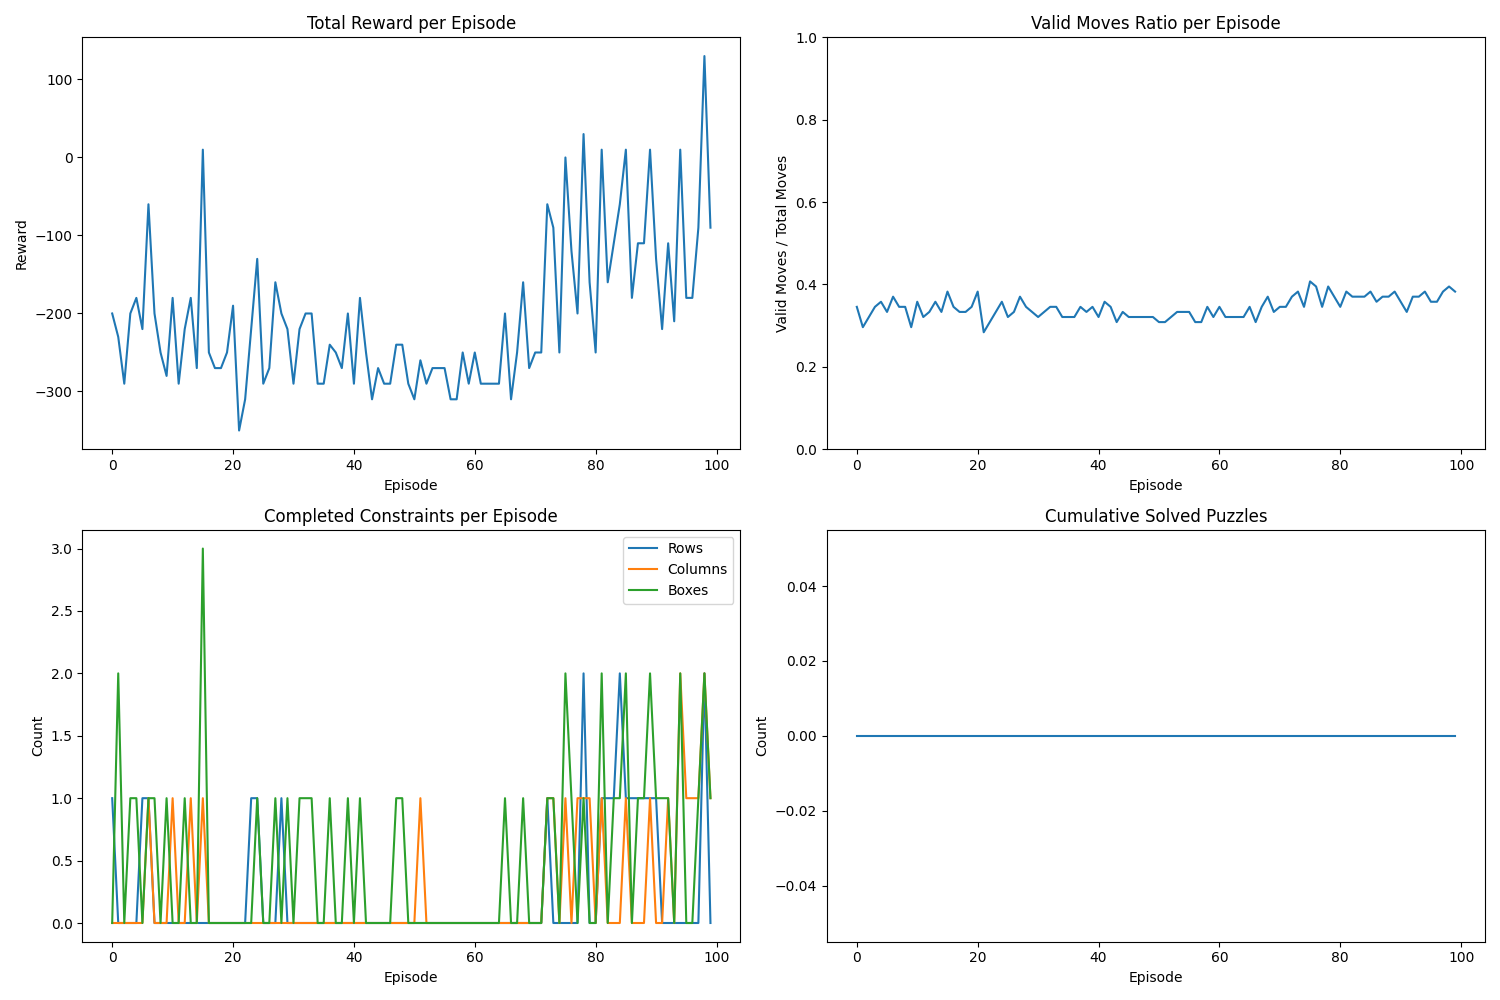 Total Reward per Episode
100
0
−100
−200
−300
Reward
0 20 40 60 80 100
Episode
Valid Moves Ratio per Episode
1.0
0.8
0.6
0.4
0.2
0.0
Valid Moves / Total Moves
0 20 40 60 80 100
Episode
Completed Constraints per Episode
3.0
2.5
2.0
1.5
1.0
0.5
0.0
Count
Rows
Columns
Boxes
0 20 40 60 80 100
Episode
Cumulative Solved Puzzles
0.04
0.02
0.00
−0.02
−0.04
Count
0 20 40 60 80 100
Episode